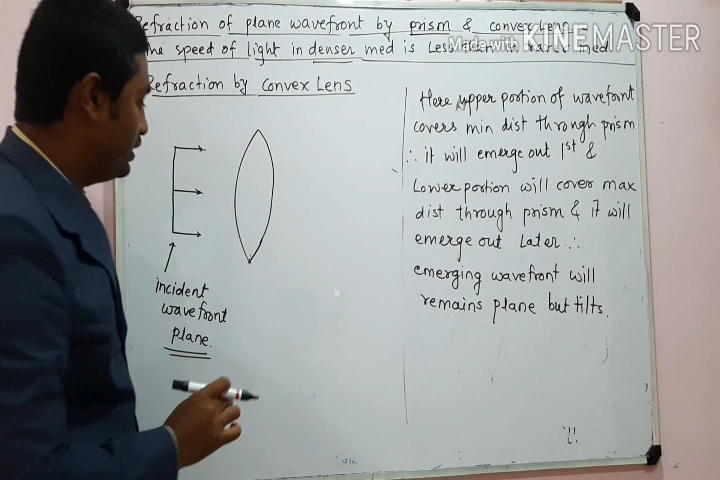 Refraction of plane wavefront by prism & convex Lens
The speed of light in denser med is Less than in rarer med.
Made with KINEMASTER
Refraction by Convex Lens
incident
wavefront
plane.
Here upper portion of wavefront
covers min dist through prism
∴ it will emerge out 1st &
Lower portion will cover max
dist through prism & it will
emerge out Later ∴
emerging wavefront will
remains plane but tilts.